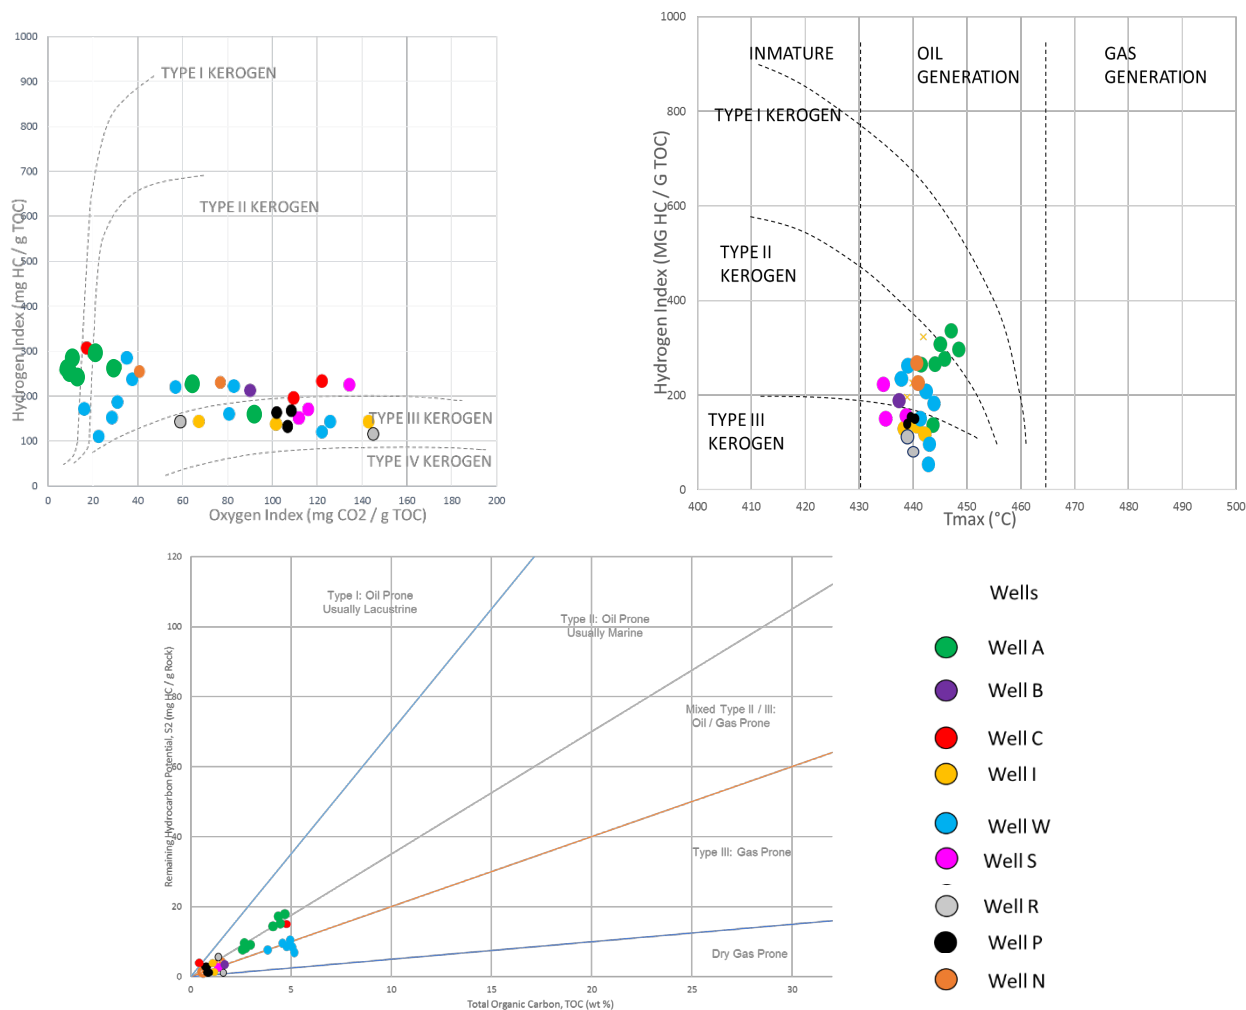 1000
900
800
700
600
500
400
300
200
100
0
0
20
40
60
80
100
120
140
160
180
200
Hydrogen Index (mg HC / g TOC)
Oxygen Index (mg CO2 / g TOC)
TYPE I KEROGEN
TYPE II KEROGEN
TYPE III KEROGEN
TYPE IV KEROGEN
1000
800
600
400
200
0
400
410
420
430
440
450
460
470
480
490
500
Hydrogen Index (MG HC / G TOC)
Tmax (°C)
INMATURE
OIL
GENERATION
GAS
GENERATION
TYPE I KEROGEN
TYPE II
KEROGEN
TYPE III
KEROGEN
120
100
80
60
40
20
0
0
5
10
15
20
25
30
Remaining Hydrocarbon Potential, S2 (mg HC / g Rock)
Total Organic Carbon, TOC (wt %)
Type I: Oil Prone
Usually Lacustrine
Type II: Oil Prone
Usually Marine
Mixed Type II / III:
Oil / Gas Prone
Type III: Gas Prone
Dry Gas Prone
Wells
Well A
Well B
Well C
Well I
Well W
Well S
Well R
Well P
Well N